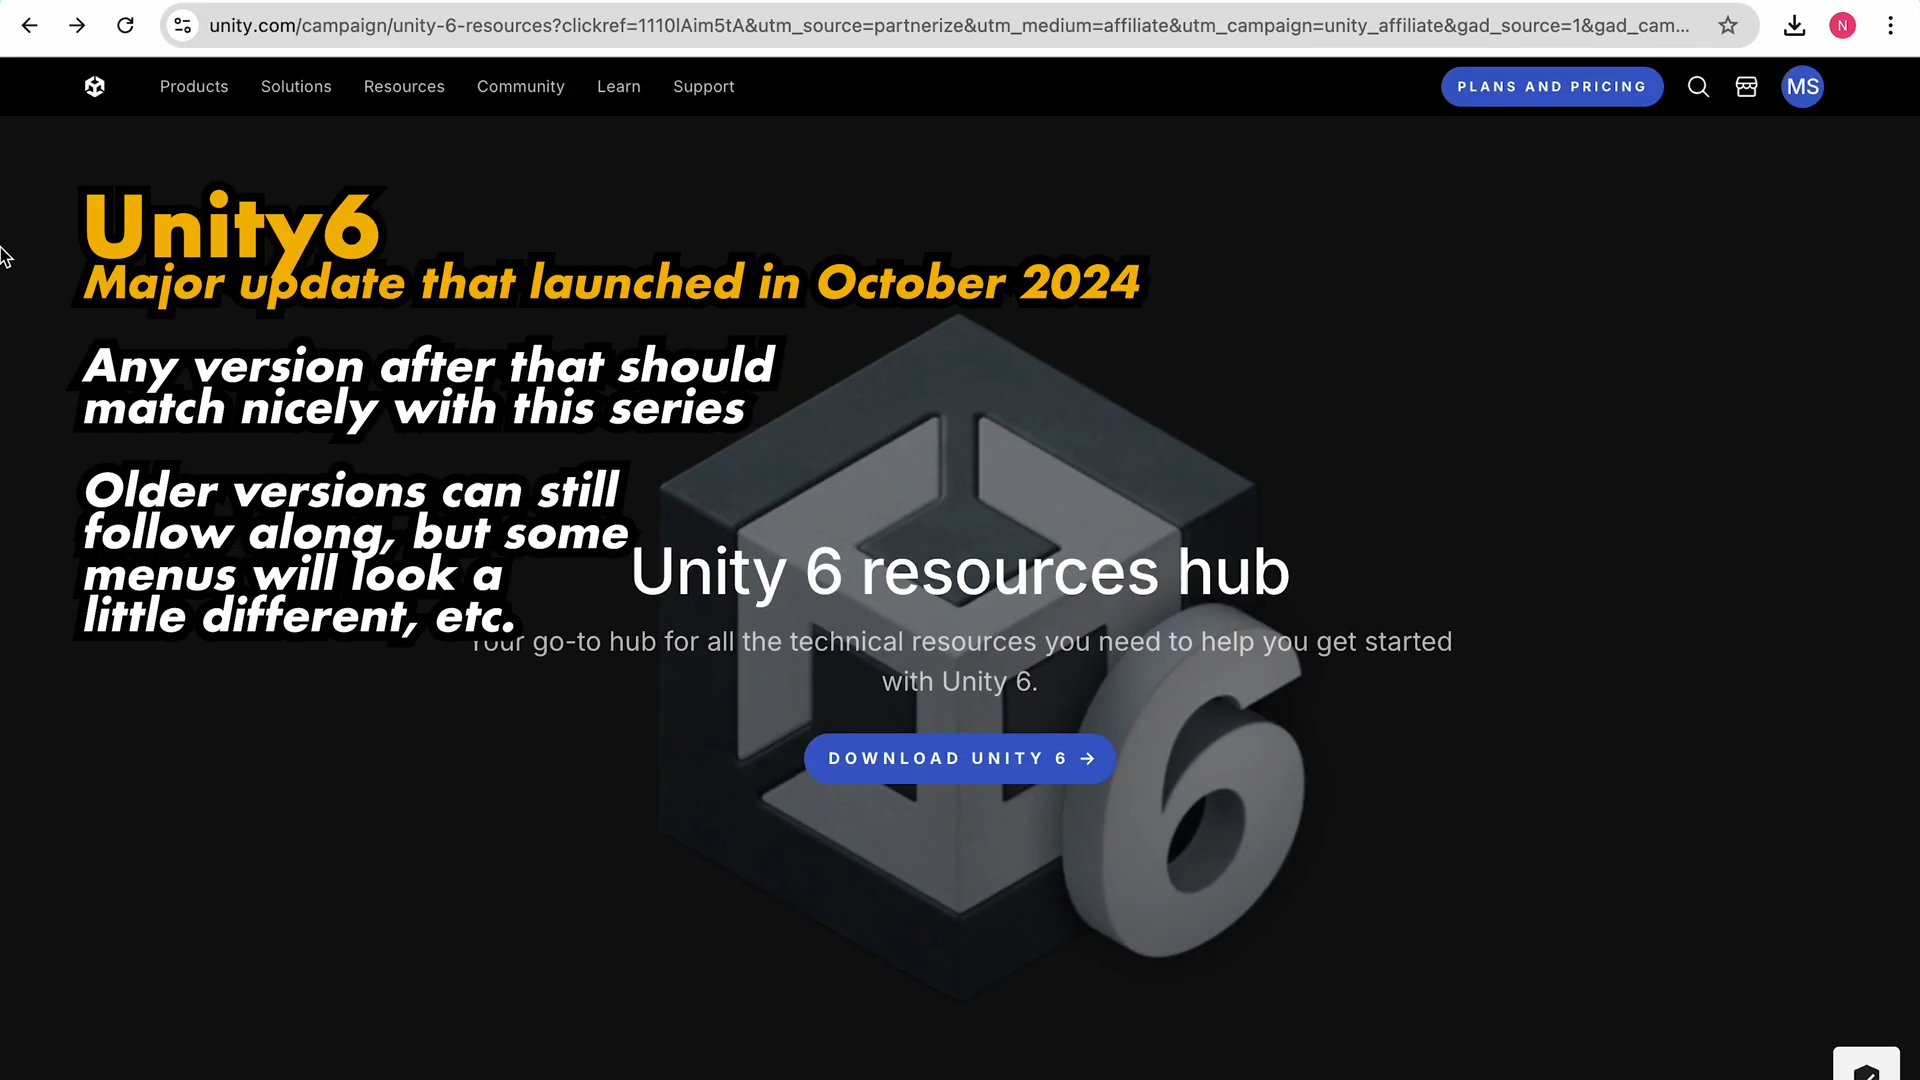 unity.com/campaign/unity-6-resources?clickref=1110lAim5tA&utm_source=partnerize&utm_medium=affiliate&utm_campaign=unity_affiliate&gad_source=1&gad_cam...
N
Products Solutions Resources Community Learn Support PLANS AND PRICING MS
Unity6
Major update that launched in October 2024
Any version after that should
match nicely with this series
Older versions can still
follow along, but some
menus will look a
little different, etc.
Unity 6 resources hub
Your go-to hub for all the technical resources you need to help you get started
with Unity 6.
DOWNLOAD UNITY 6 →
6